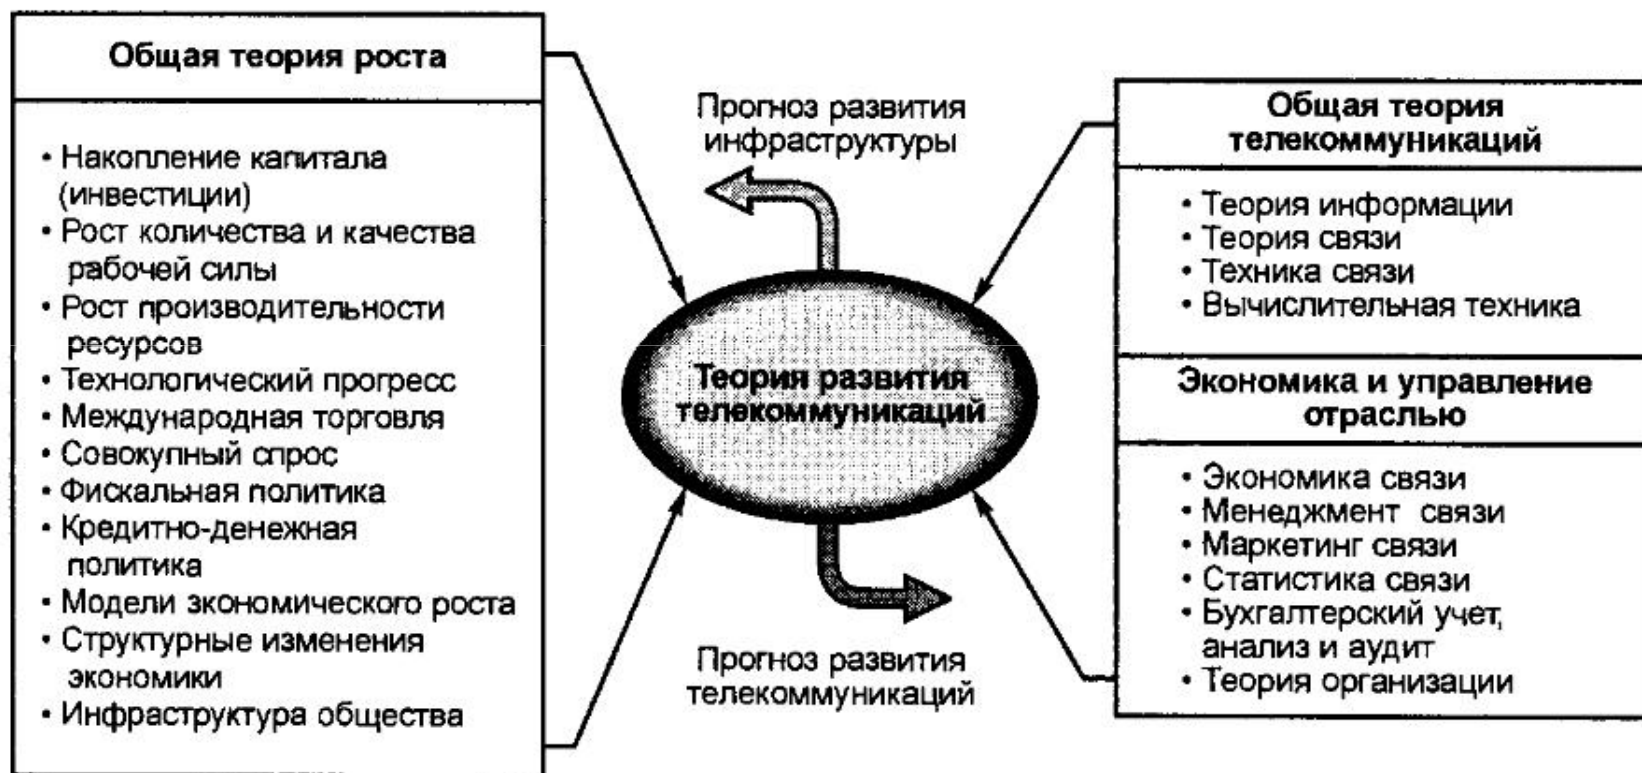 Общая теория роста
• Накопление капитала
(инвестиции)
• Рост количества и качества
рабочей силы
• Рост производительности
ресурсов
• Технологический прогресс
• Международная торговля
• Совокупный спрос
• Фискальная политика
• Кредитно-денежная
политика
• Модели экономического роста
• Структурные изменения
экономики
• Инфраструктура общества
Прогноз развития
инфраструктуры
Теория развития
телекоммуникаций
Прогноз развития
телекоммуникаций
Общая теория
телекоммуникаций
• Теория информации
• Теория связи
• Техника связи
• Вычислительная техника
Экономика и управление
отраслью
• Экономика связи
• Менеджмент связи
• Маркетинг связи
• Статистика связи
• Бухгалтерский учет,
анализ и аудит
• Теория организации